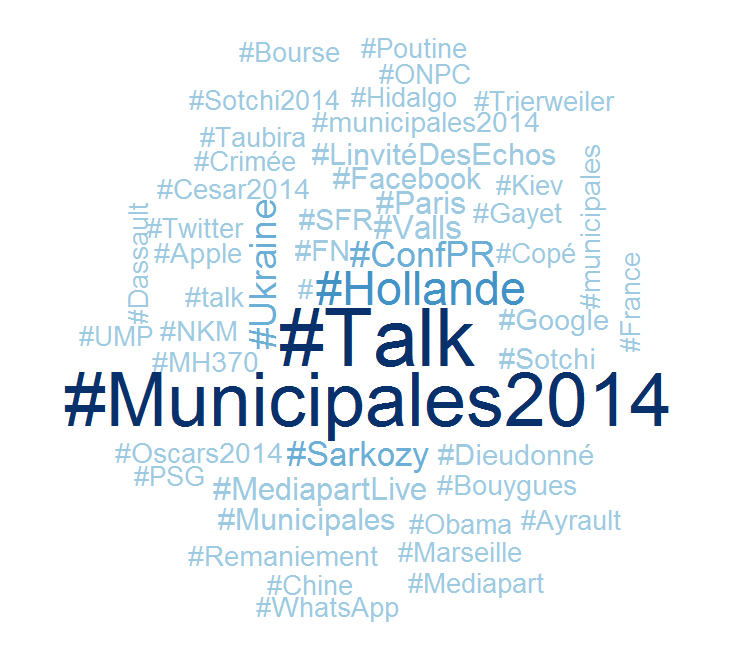 #Bourse
#Poutine
#ONPC
#Sotchi2014
#Hidalgo
#Trierweiler
#municipales2014
#Taubira
#LinvitéDesEchos
#Crimée
#Facebook
#Kiev
#Cesar2014
#Paris
#Gayet
#Twitter
#SFR
#Valls
#municipales
#Dassault
#Ukraine
#Apple
#FN
#ConfPR
#Copé
#France
#talk
#
#Hollande
#UMP
#NKM
#Talk
#Google
#MH370
#Sotchi
#Municipales2014
#Oscars2014
#Sarkozy
#Dieudonné
#PSG
#MediapartLive
#Bouygues
#Municipales
#Obama
#Ayrault
#Remaniement
#Marseille
#Chine
#Mediapart
#WhatsApp